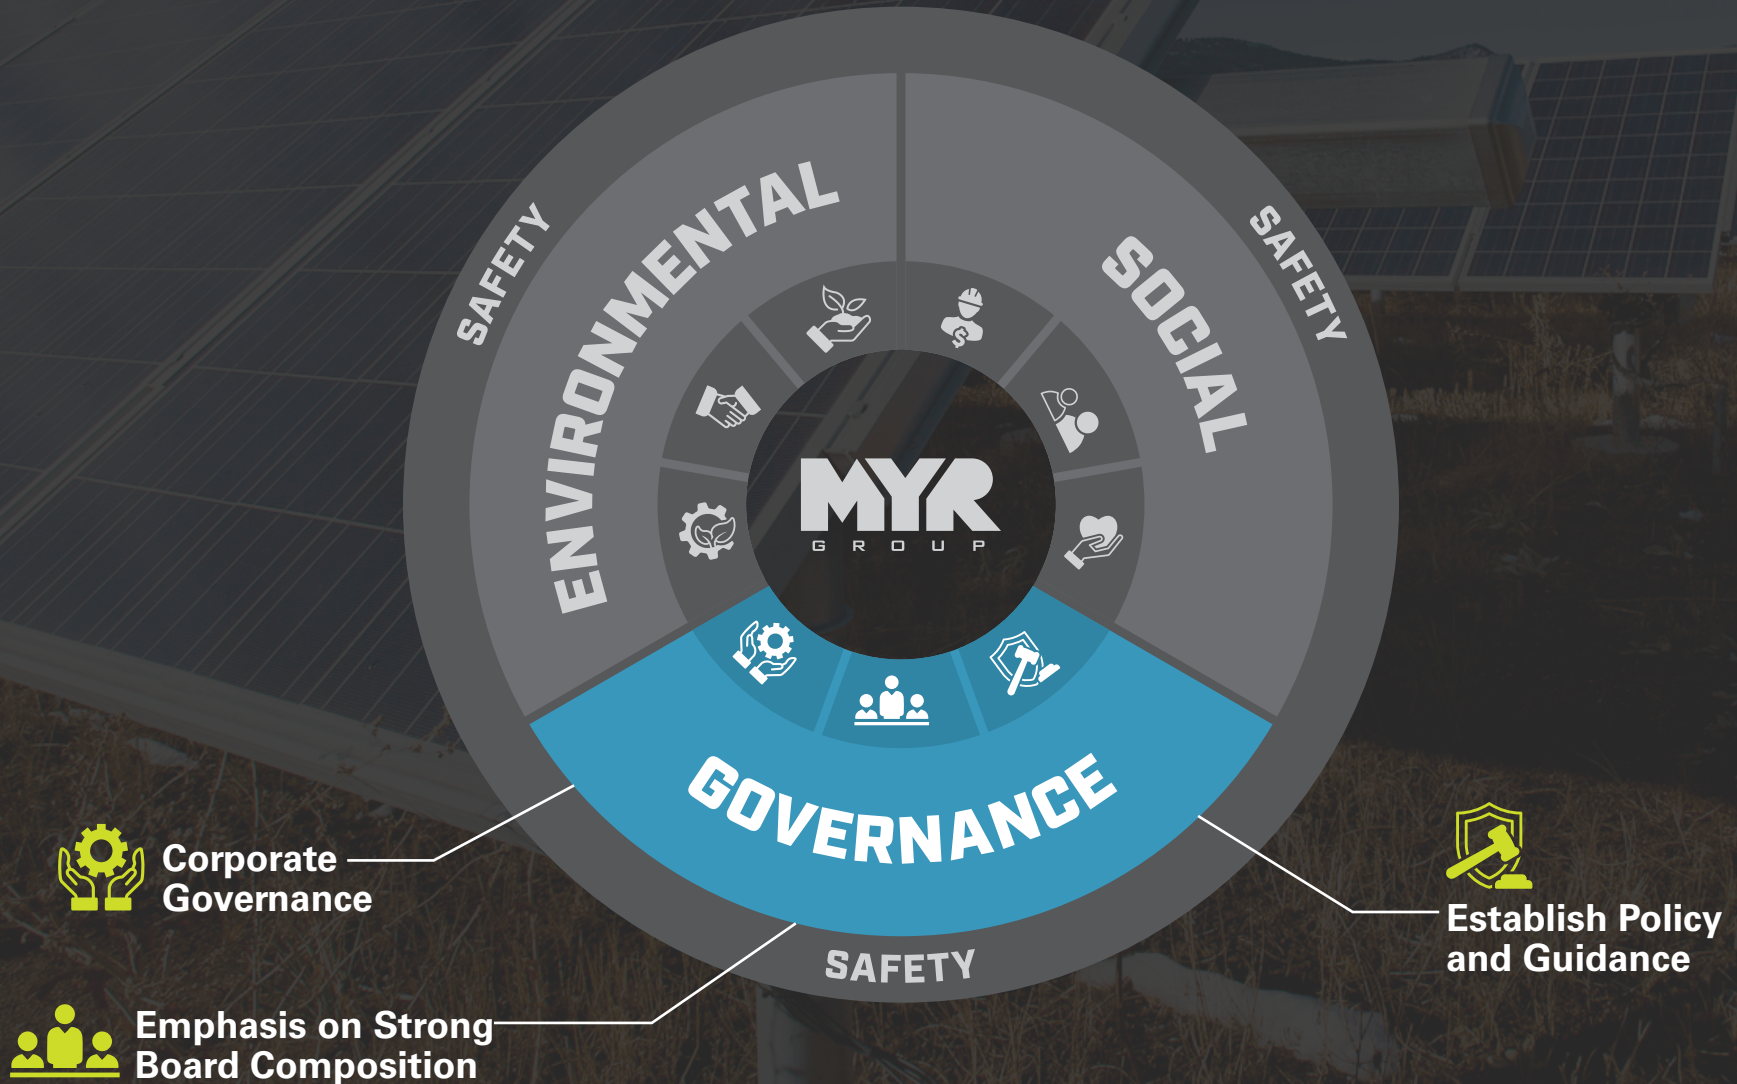 SAFETY
SAFETY
ENVIRONMENTAL
SOCIAL
MYR
GROUP
GOVERNANCE
SAFETY
Corporate
Governance
Establish Policy
and Guidance
Emphasis on Strong
Board Composition